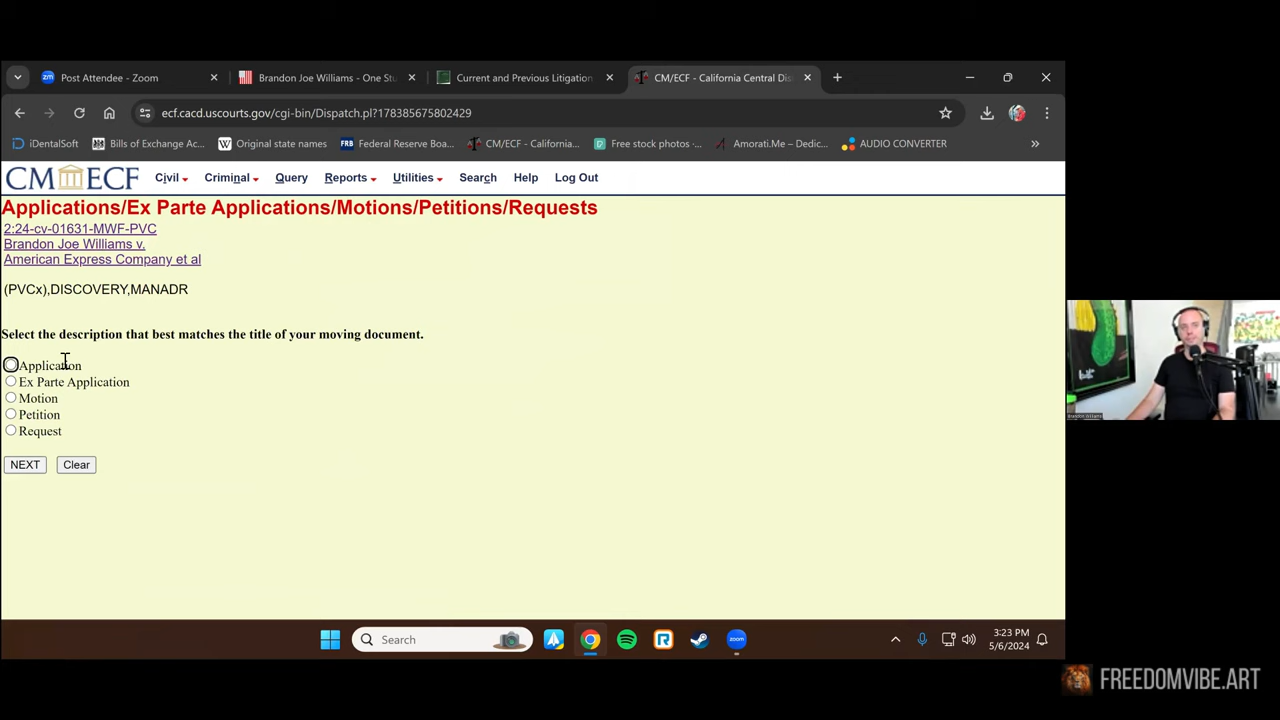 Post Attendee - Zoom
Brandon Joe Williams - One Stu
Current and Previous Litigation
CM/ECF - California Central Dis
ecf.cacd.uscourts.gov/cgi-bin/Dispatch.pl?178385675802429
iDentalSoft
Bills of Exchange Ac...
Original state names
Federal Reserve Boa...
CM/ECF - California...
Free stock photos -...
Amorati.Me – Dedic...
AUDIO CONVERTER
CM ECF
Civil
Criminal
Query
Reports
Utilities
Search
Help
Log Out
Applications/Ex Parte Applications/Motions/Petitions/Requests
2:24-cv-01631-MWF-PVC
Brandon Joe Williams v.
American Express Company et al
(PVCx),DISCOVERY,MANADR
Select the description that best matches the title of your moving document.
Application
Ex Parte Application
Motion
Petition
Request
NEXT
Clear
Search
3:23 PM
5/6/2024
FREEDOMVIBE.ART